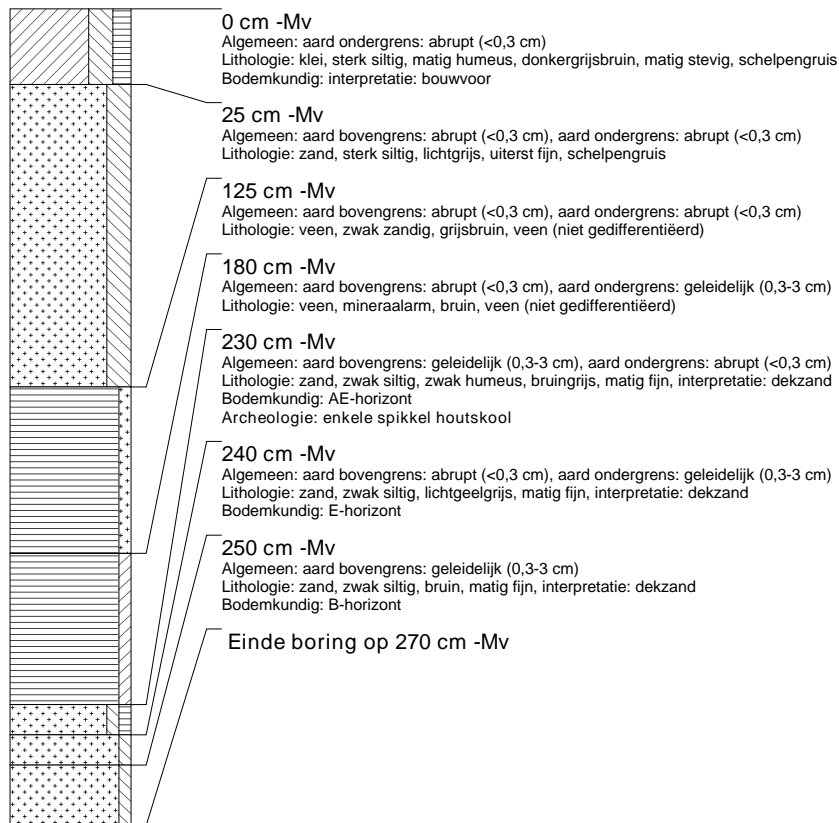 0 cm -Mv
Algemeen: aard ondergrens: abrupt (<0,3 cm)
Lithologie: klei, sterk siltig, matig humeus, donkergrijsbruin, matig stevig, schelpengruis
Bodemkundig: interpretatie: bouwvoor
25 cm -Mv
Algemeen: aard bovengrens: abrupt (<0,3 cm), aard ondergrens: abrupt (<0,3 cm)
Lithologie: zand, sterk siltig, lichtgrijs, uiterst fijn, schelpengruis
125 cm -Mv
Algemeen: aard bovengrens: abrupt (<0,3 cm), aard ondergrens: abrupt (<0,3 cm)
Lithologie: veen, zwak zandig, grijsbruin, veen (niet gedifferentiëerd)
180 cm -Mv
Algemeen: aard bovengrens: abrupt (<0,3 cm), aard ondergrens: geleidelijk (0,3-3 cm)
Lithologie: veen, mineraalarm, bruin, veen (niet gedifferentiëerd)
230 cm -Mv
Algemeen: aard bovengrens: geleidelijk (0,3-3 cm), aard ondergrens: abrupt (<0,3 cm)
Lithologie: zand, zwak siltig, zwak humeus, bruingrijs, matig fijn, interpretatie: dekzand
Bodemkundig: AE-horizont
Archeologie: enkele spikkel houtskool
240 cm -Mv
Algemeen: aard bovengrens: abrupt (<0,3 cm), aard ondergrens: geleidelijk (0,3-3 cm)
Lithologie: zand, zwak siltig, lichtgeelgrijs, matig fijn, interpretatie: dekzand
Bodemkundig: E-horizont
250 cm -Mv
Algemeen: aard bovengrens: geleidelijk (0,3-3 cm)
Lithologie: zand, zwak siltig, bruin, matig fijn, interpretatie: dekzand
Bodemkundig: B-horizont
Einde boring op 270 cm -Mv